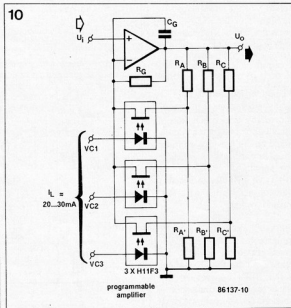 10
CG
Ui
+
−
Uo
RG
RA RB RC
VC1
IL =
20...30mA
VC2
VC3
RA' RB' RC'
3 X H11F3
programmable
amplifier
86137-10